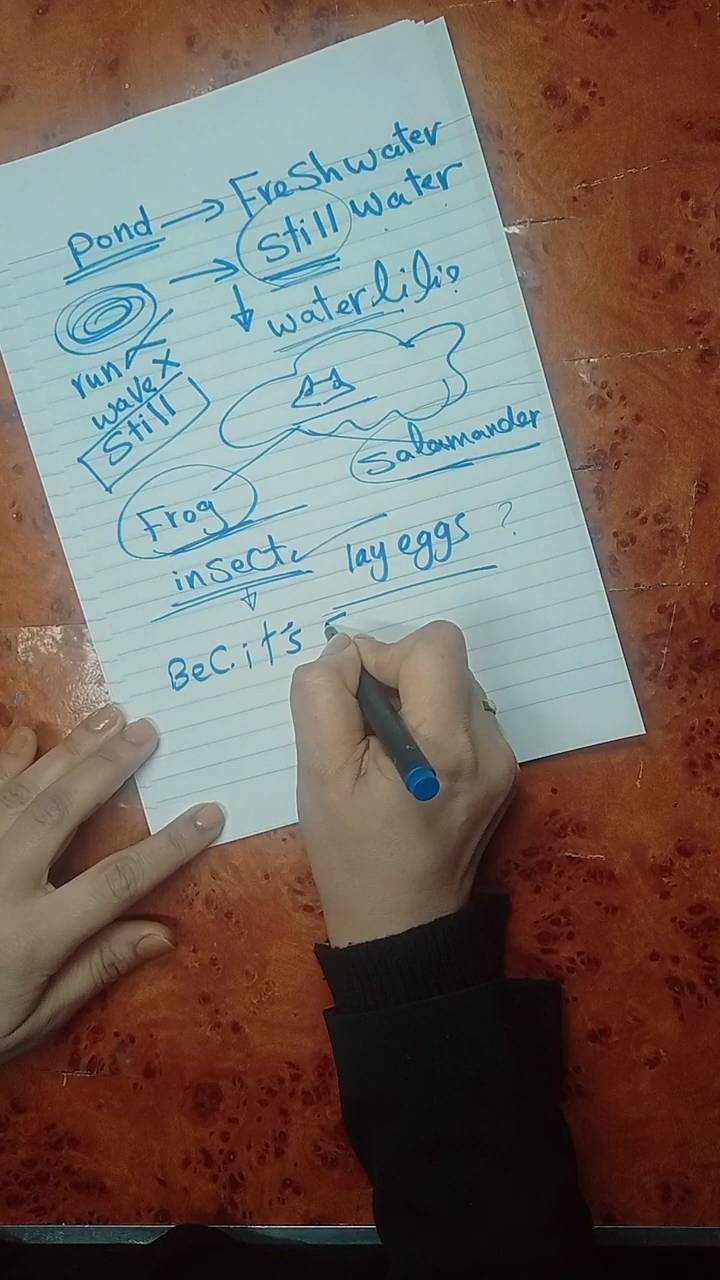 Pond → Freshwater
→ Still water
↓ waterlilis
run
wave x
Still
Salamander
Frog
insect, lay eggs ?
↓
BeC. it's